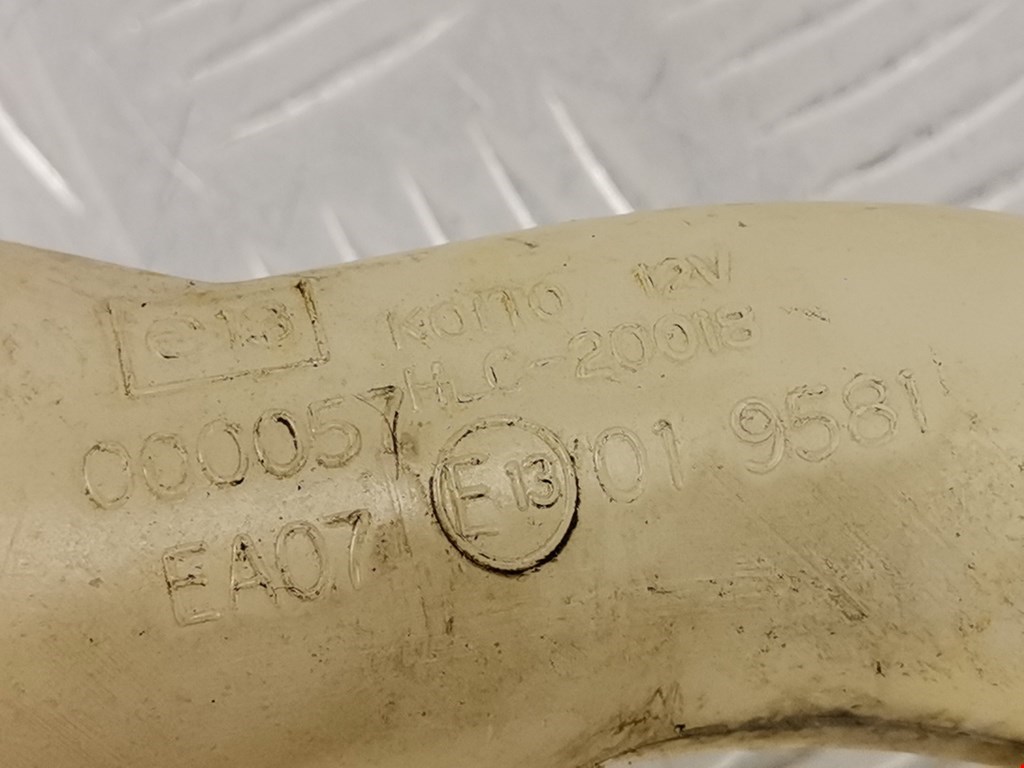 e13 KOITO 12V
HLC-20018
000057
E13 01 9581
EA07